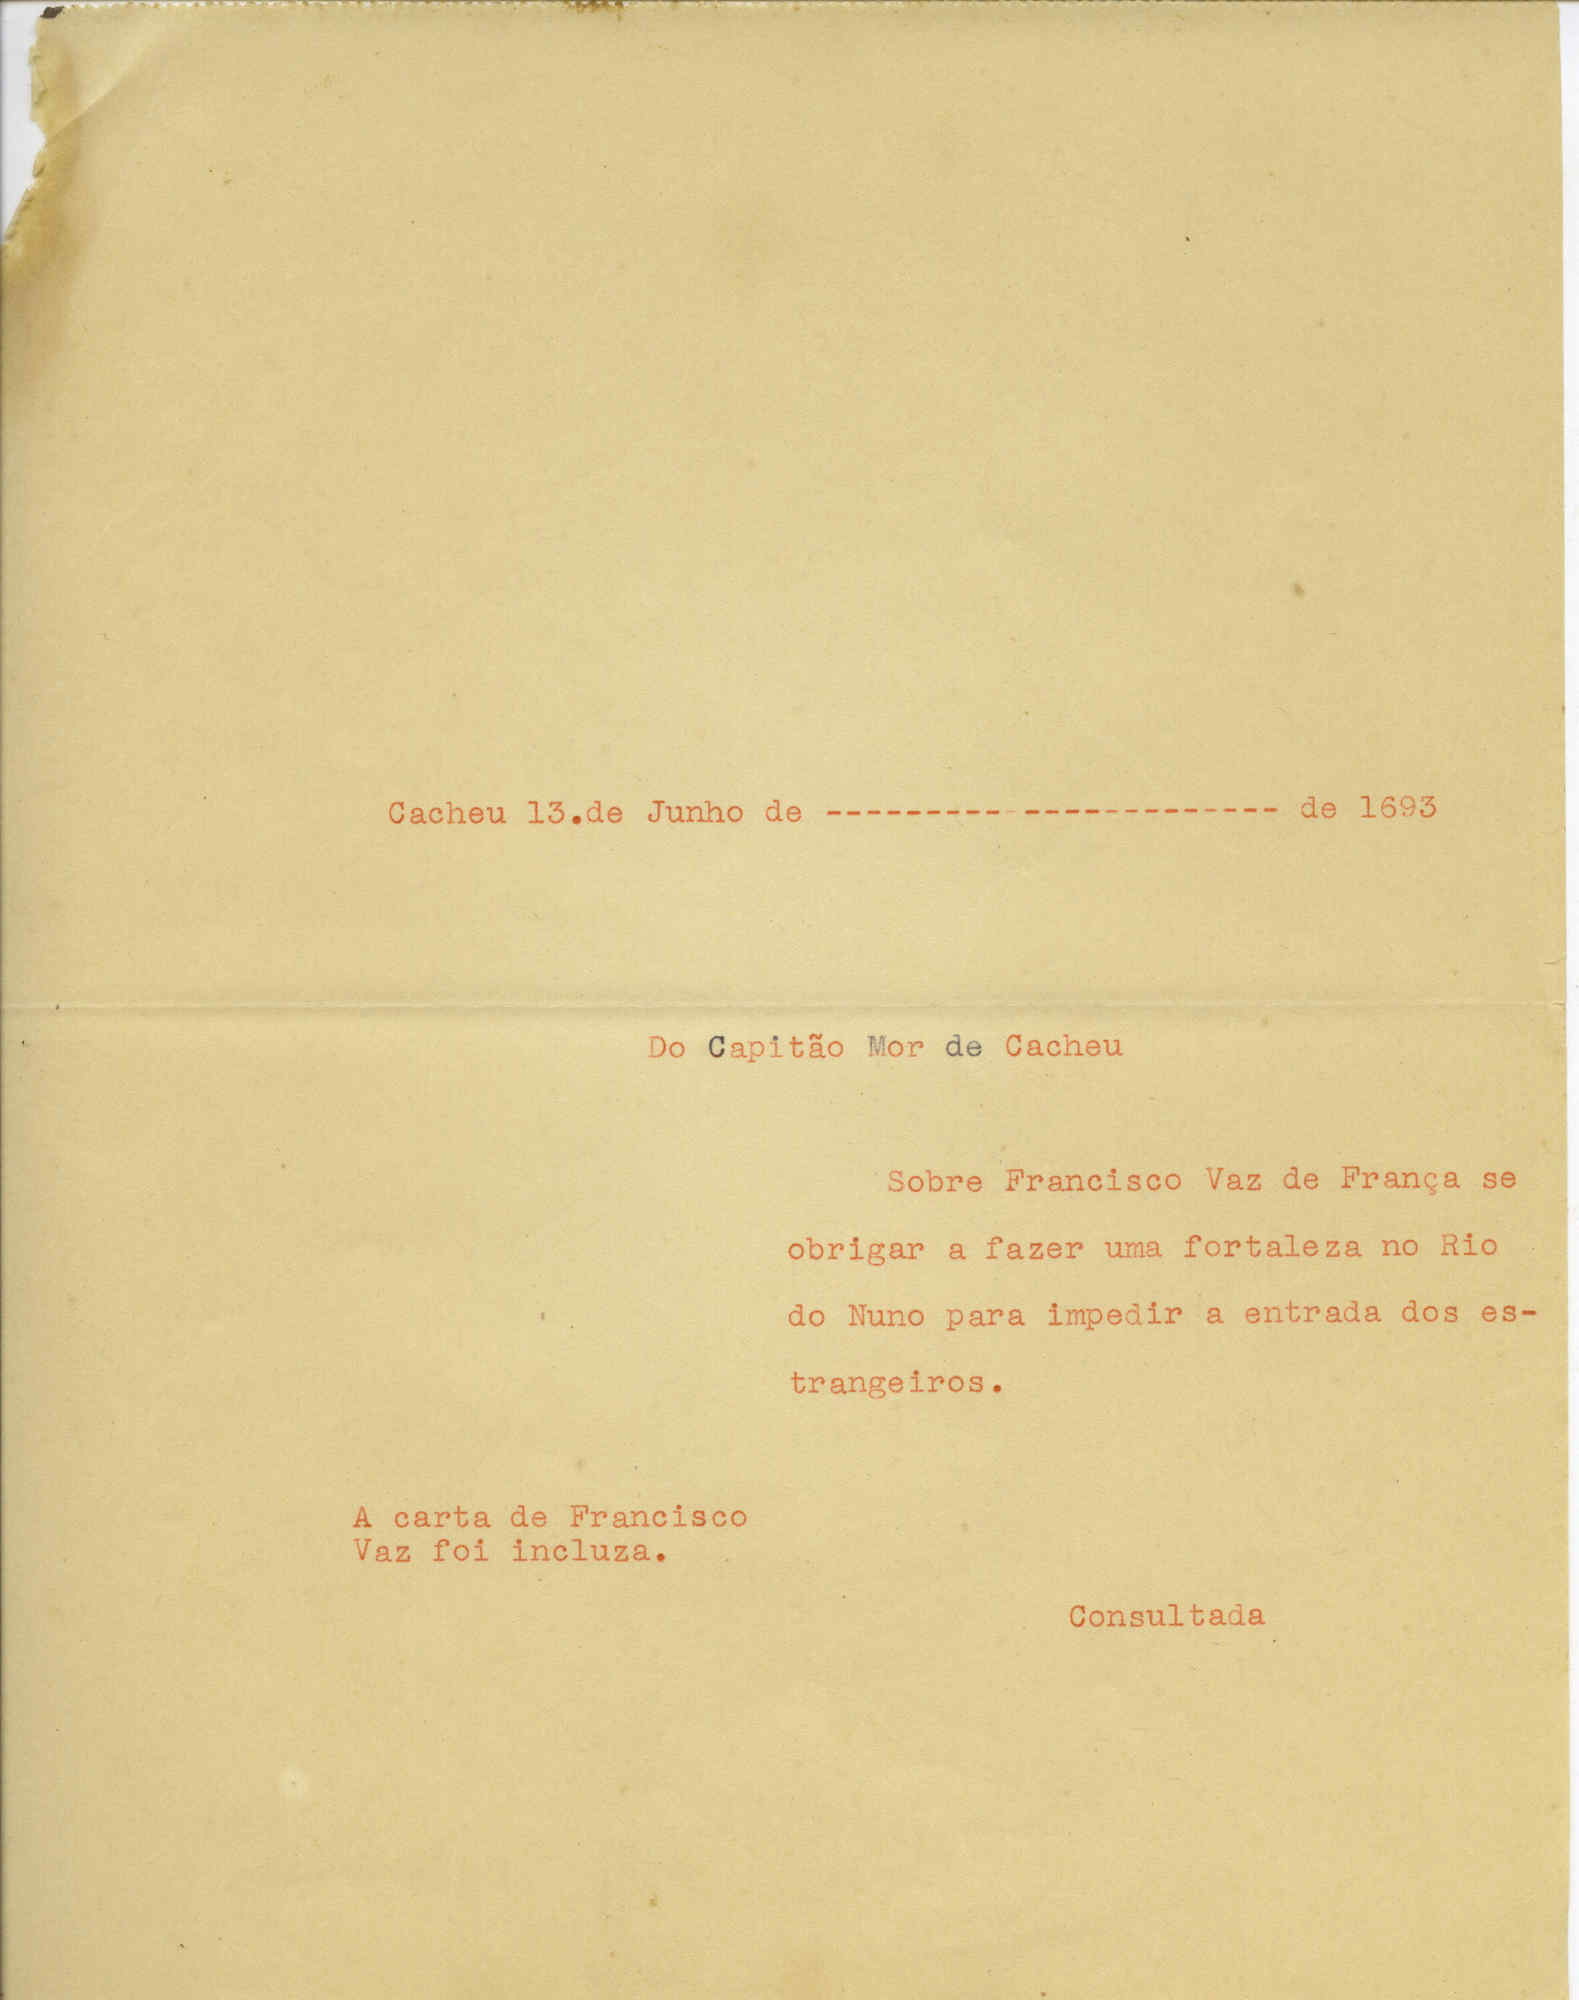 Cacheu 13.de Junho de ----------------------- de 1693
Do Capitão Mor de Cacheu
Sobre Francisco Vaz de França se
obrigar a fazer uma fortaleza no Rio
do Nuno para impedir a entrada dos es-
trangeiros.
A carta de Francisco
Vaz foi incluza.
Consultada